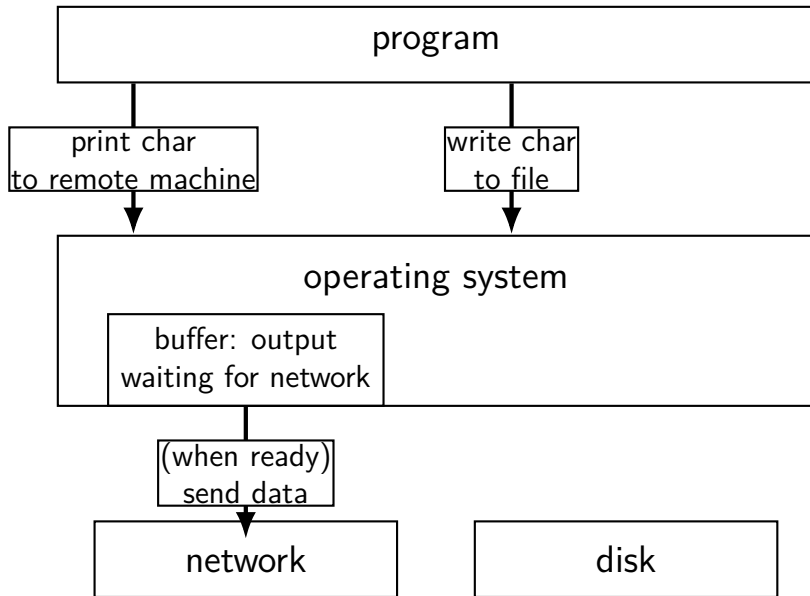 program
print char
to remote machine
write char
to file
operating system
buffer: output
waiting for network
(when ready)
send data
network
disk